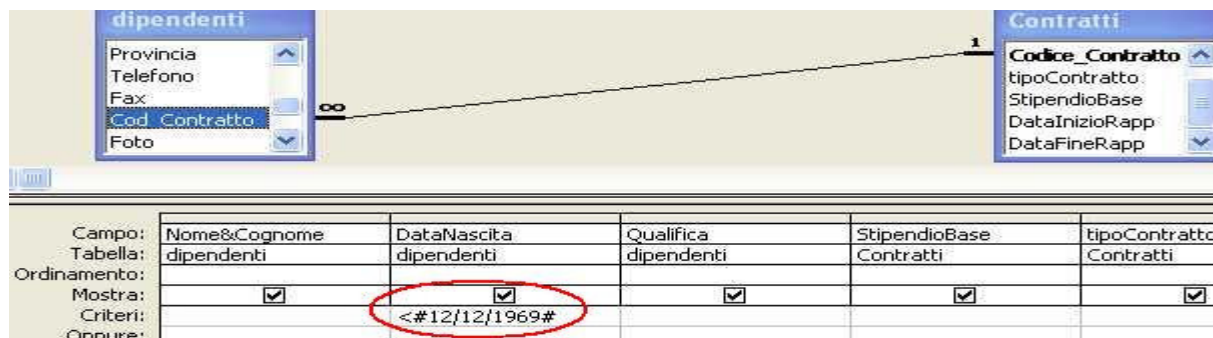 dipendenti
Provincia
Telefono
Fax
Cod_Contratto
Foto
∞
1
Contratti
Codice_Contratto
tipoContratto
StipendioBase
DataInizioRapp
DataFineRapp
Campo: Nome&Cognome DataNascita Qualifica StipendioBase tipoContratto
Tabella: dipendenti dipendenti dipendenti Contratti Contratti
Ordinamento:
Mostra:
Criteri: <#12/12/1969#
Oppure: